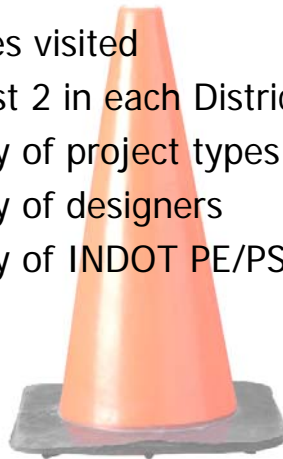 es visited
st 2 in each Distric
y of project types
y of designers
y of INDOT PE/PS